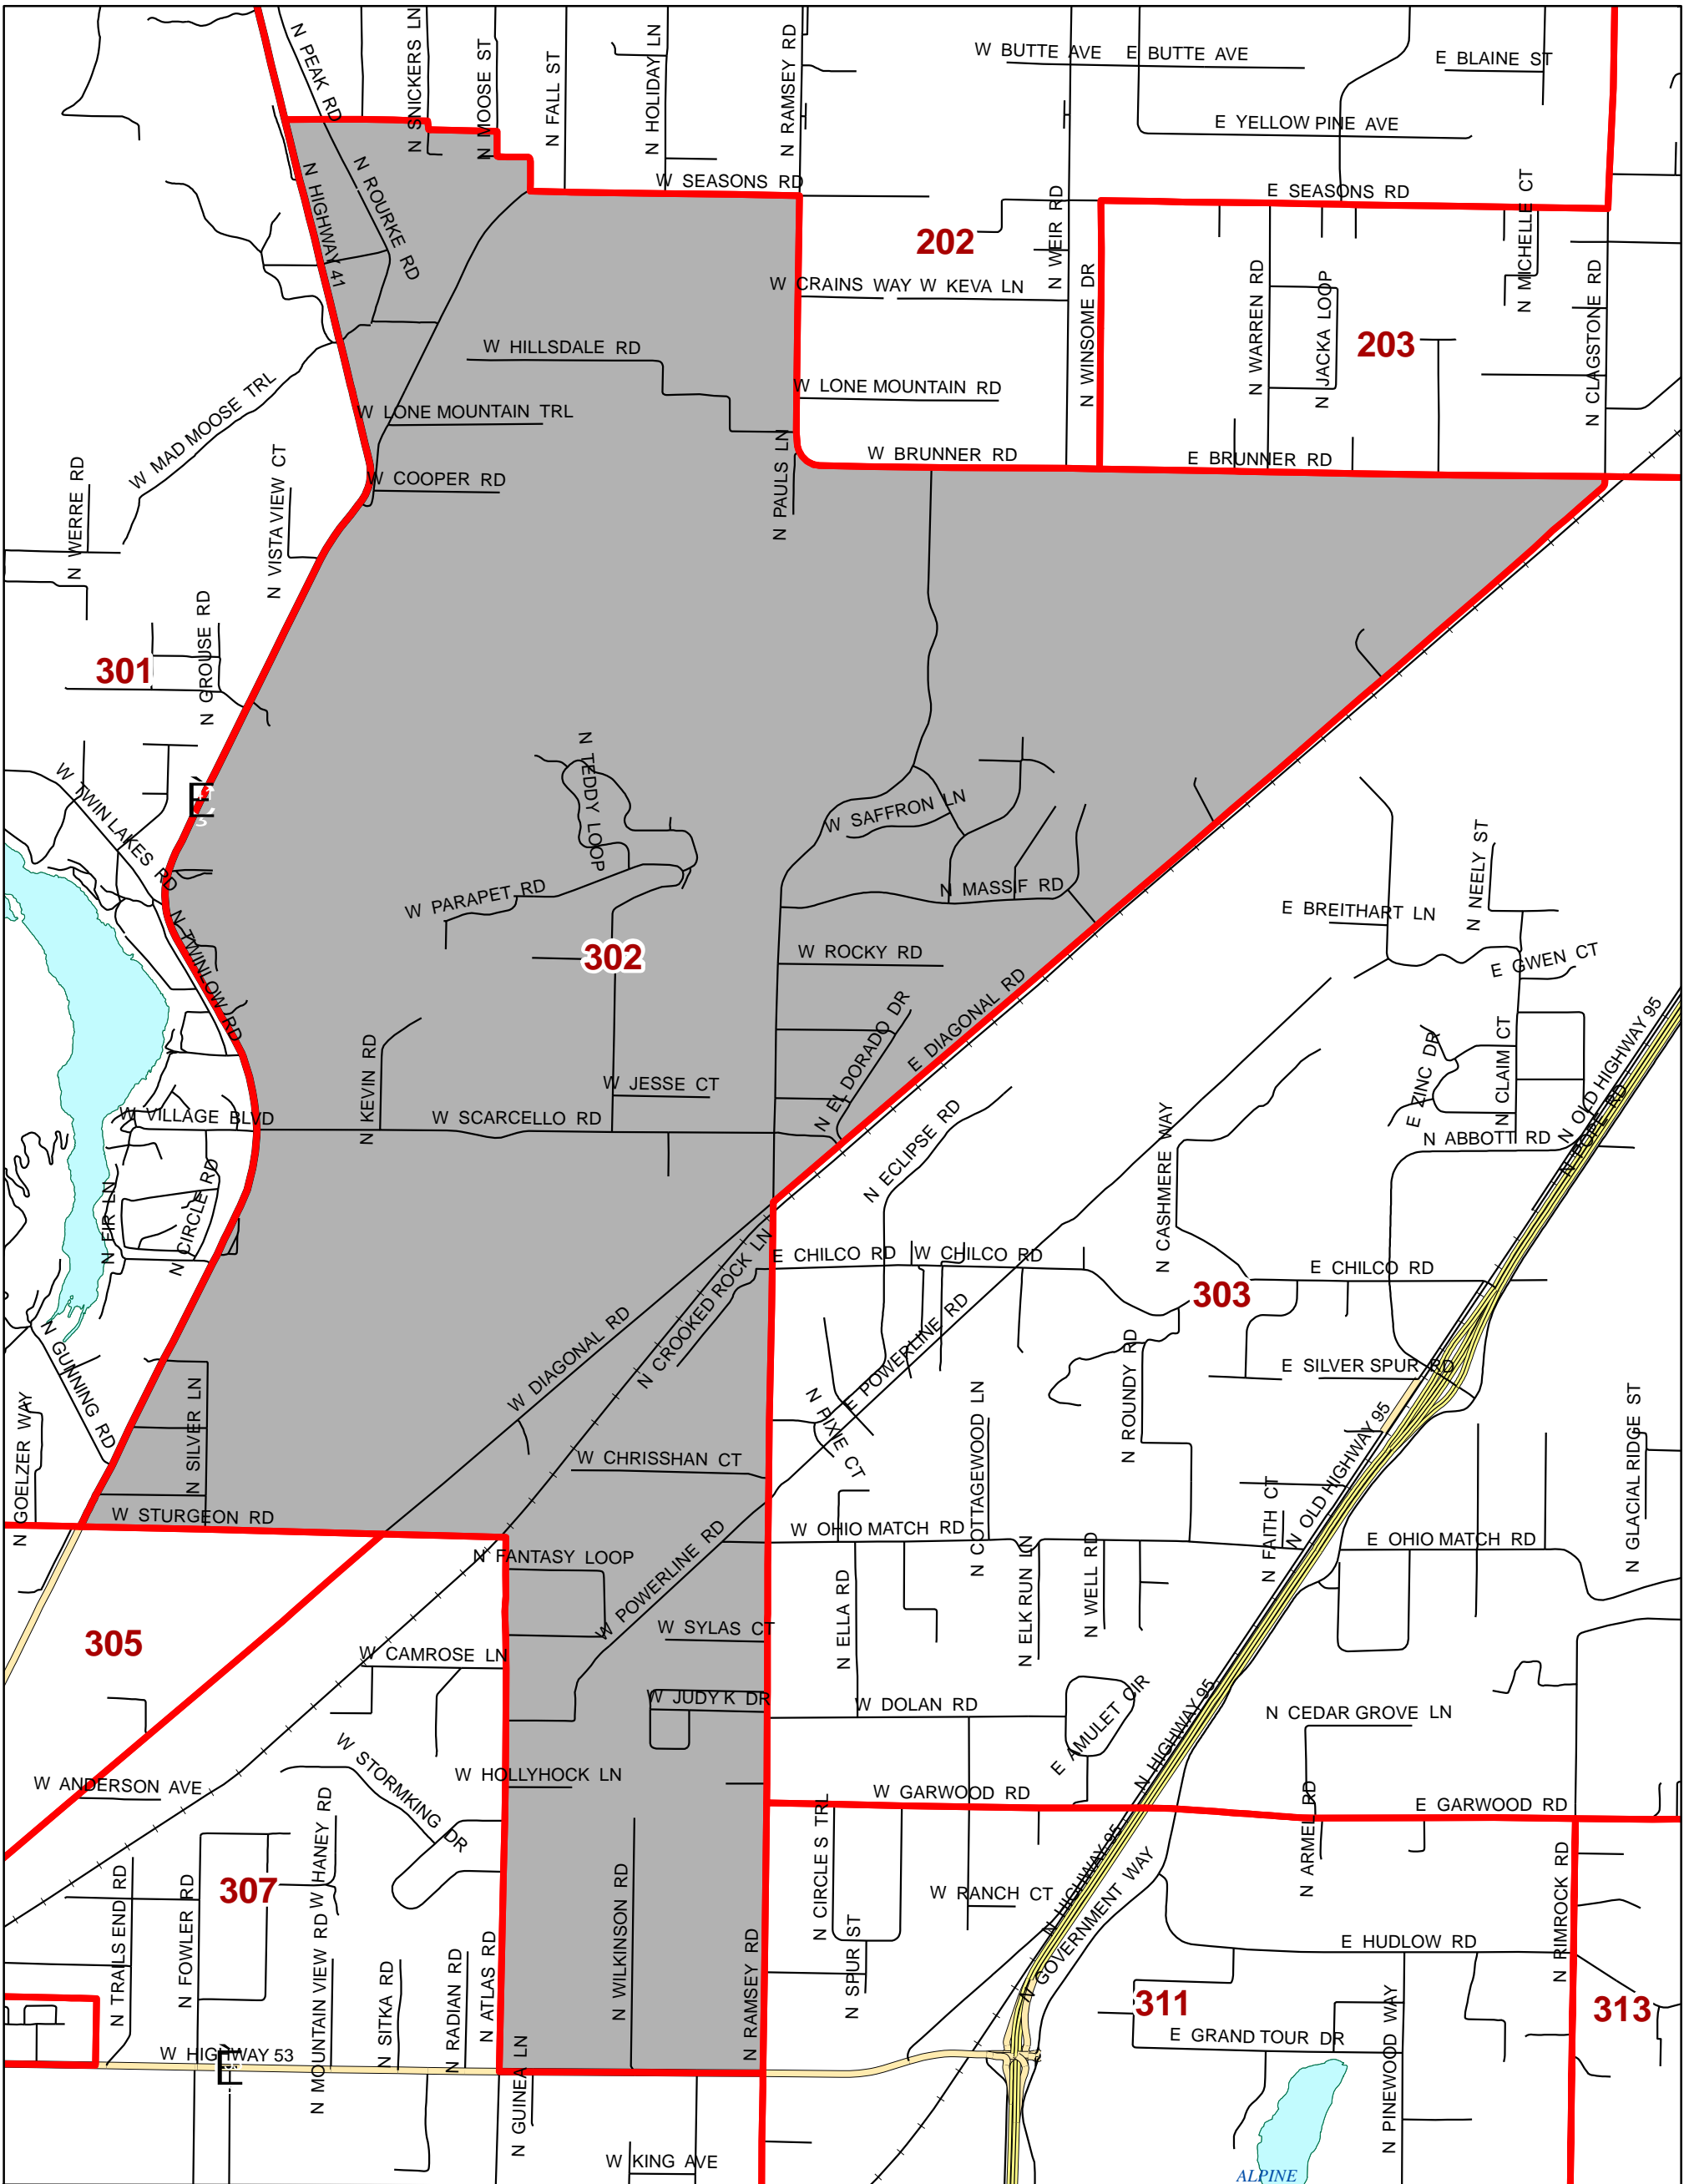 N PEAK RD
N SNICKERS LN
N MOOSE ST
N FALL ST
N HOLIDAY LN
N RAMSEY RD
W BUTTE AVE
E BUTTE AVE
E BLAINE ST
E YELLOW PINE AVE
N HIGHWAY 41
N ROURKE RD
W SEASONS RD
E SEASONS RD
202
N WEIR RD
N WINSOME DR
N WARREN RD
N JACKA LOOP
N MICHELLE CT
N CLAGSTONE RD
203
W CRAINS WAY
W KEVA LN
W HILLSDALE RD
W LONE MOUNTAIN RD
W MAD MOOSE TRL
W LONE MOUNTAIN TRL
W COOPER RD
N PAULS LN
W BRUNNER RD
E BRUNNER RD
N WERRE RD
N VISTA VIEW CT
N GROUSE RD
301
W TWIN LAKES RD
N TEDDY LOOP
W SAFFRON LN
W PARAPET RD
N MASSIF RD
N TWINLOW RD
302
W ROCKY RD
E BREITHART LN
N NEELY ST
E GWEN CT
N EL DORADO DR
E DIAGONAL RD
N KEVIN RD
W JESSE CT
W VILLAGE BLVD
W SCARCELLO RD
N ECLIPSE RD
N CASHMERE WAY
E ZINC DR
N CLAIM CT
N OLD HIGHWAY 95
N POPE RD
N ABBOTT RD
N FIR LN
N CIRCLE RD
N CROOKED ROCK LN
E CHILCO RD
W CHILCO RD
E CHILCO RD
303
N GUNNING RD
W DIAGONAL RD
E POWERLINE RD
N PIXIE CT
N ROUNDY RD
E SILVER SPUR RD
N GOELZER WAY
N SILVER LN
W CHRISSHAN CT
N COTTAGEWOOD LN
N OLD HIGHWAY 95
N GLACIAL RIDGE ST
N FAITH CT
W STURGEON RD
W OHIO MATCH RD
E OHIO MATCH RD
N FANTASY LOOP
W POWERLINE RD
N ELLA RD
N ELK RUN LN
N WELL RD
305
W CAMROSE LN
W SYLAS CT
W JUDY K DR
W DOLAN RD
E AMULET CIR
N HIGHWAY 95
N CEDAR GROVE LN
W ANDERSON AVE
W STORMKING DR
W HOLLYHOCK LN
W GARWOOD RD
E GARWOOD RD
N ARMEL RD
W HANEY RD
N CIRCLE S TRL
307
N TRAILS END RD
N FOWLER RD
N MOUNTAIN VIEW RD
N SITKA RD
N RADIAN RD
N ATLAS RD
N WILKINSON RD
N RAMSEY RD
N SPUR ST
W RANCH CT
N HIGHWAY 95
N GOVERNMENT WAY
E HUDLOW RD
N RIMROCK RD
311
313
E GRAND TOUR DR
N PINEWOOD WAY
W HIGHWAY 53
N GUINEA LN
W KING AVE
ALPINE